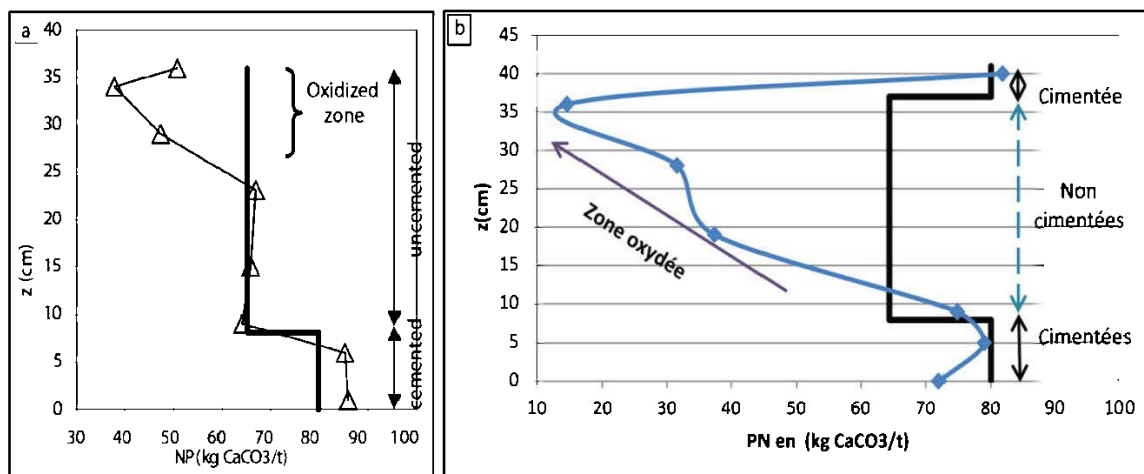 a
40
35
30
25
20
15
10
5
0
z (cm)
Oxidized
zone
uncemented
cemented
30 40 50 60 70 80 90 100
NP (kg CaCO3/t)
b
45
40
35
30
25
20
15
10
5
0
z(cm)
Zone oxydée
Cimentée
Non
cimentées
Cimentées
10 20 30 40 50 60 70 80 90 100
PN en (kg CaCO3/t)